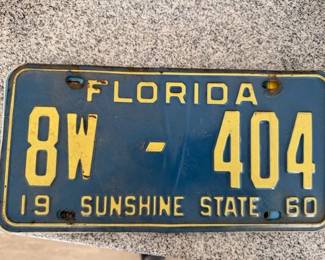 FLORIDA
8W - 404
19 SUNSHINE STATE 60